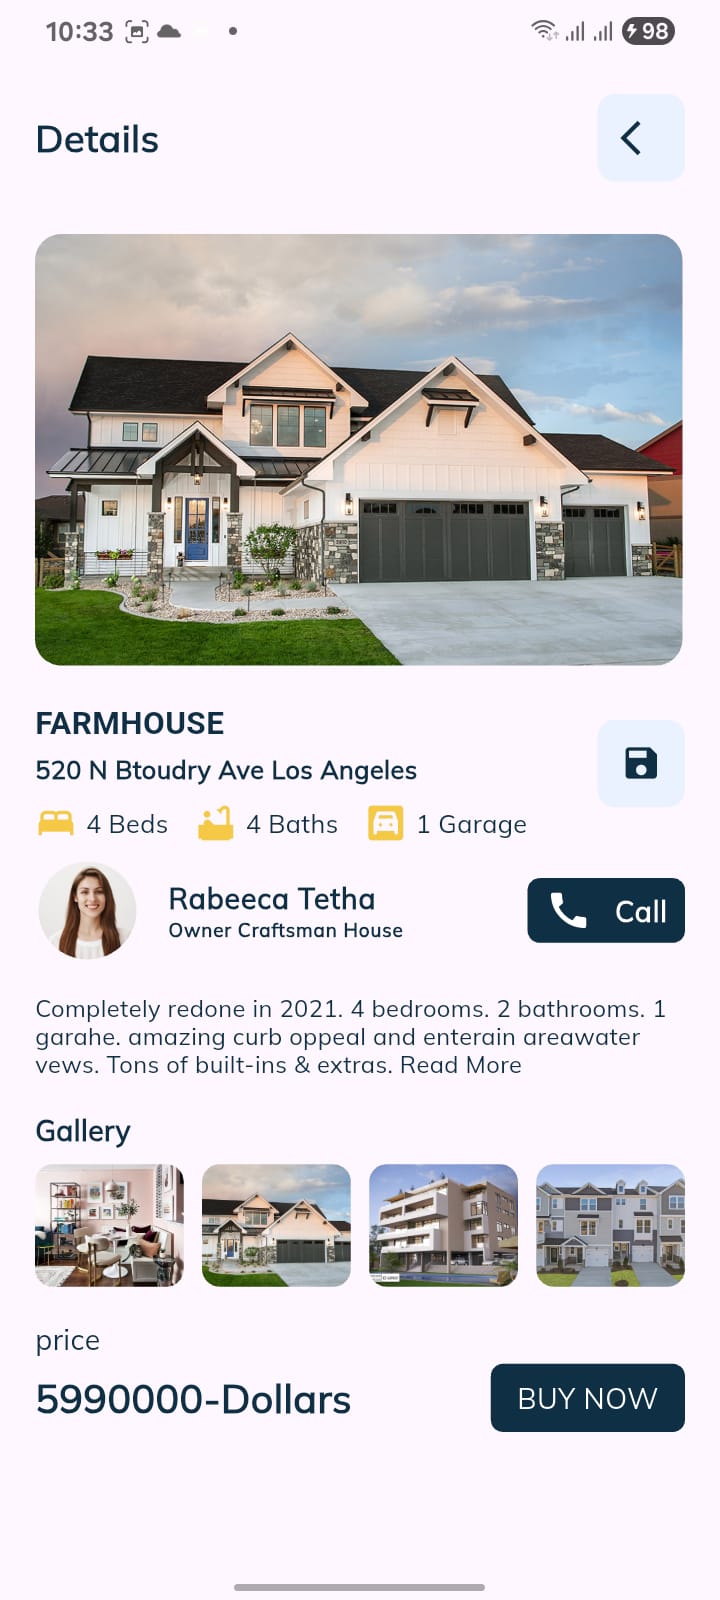 10:33
98
Details
FARMHOUSE
520 N Btoudry Ave Los Angeles
4 Beds 4 Baths 1 Garage
Rabeeca Tetha
Owner Craftsman House
Call
Completely redone in 2021. 4 bedrooms. 2 bathrooms. 1
garahe. amazing curb oppeal and enterain areawater
vews. Tons of built-ins & extras. Read More
Gallery
price
5990000-Dollars
BUY NOW